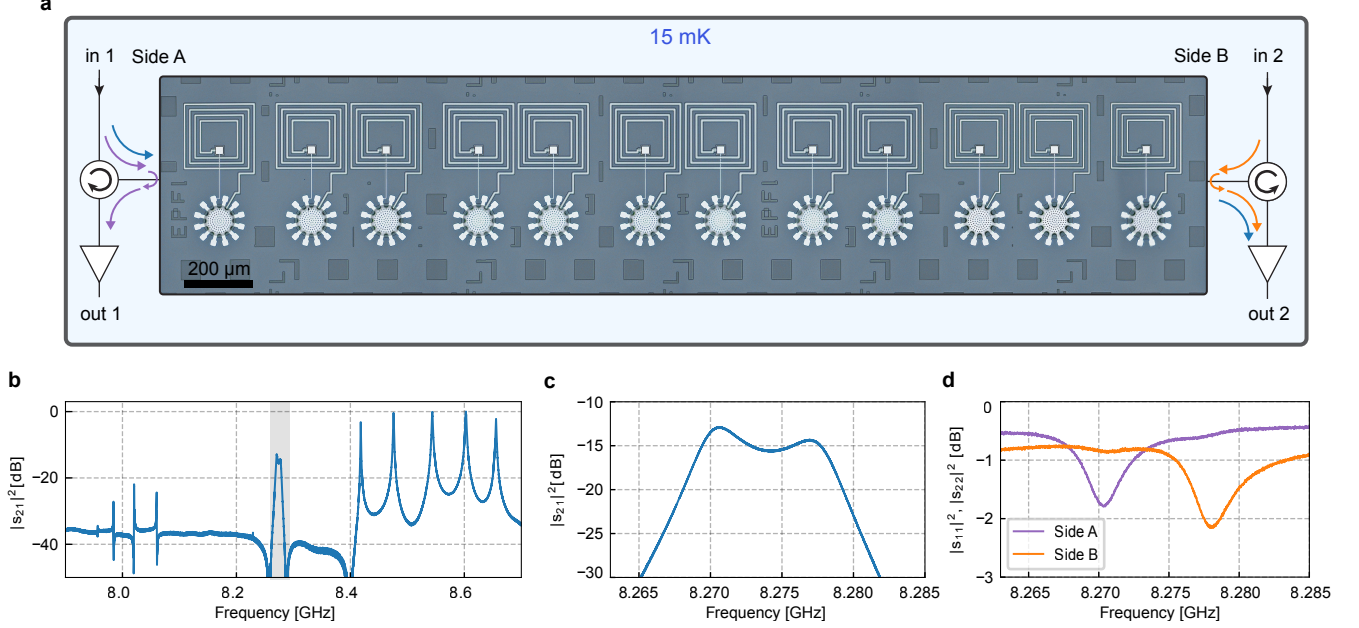 a
15 mK
in 1 Side A
Side B in 2
EPFL
EPFL
200 µm
out 1
out 2
b
|s21|² [dB]
0
−20
−40
8.0 8.2 8.4 8.6
Frequency [GHz]
c
|s21|² [dB]
−10
−15
−20
−25
−30
8.265 8.270 8.275 8.280 8.285
Frequency [GHz]
d
|s11|², |s22|² [dB]
0
−1
−2
−3
Side A
Side B
8.265 8.270 8.275 8.280 8.285
Frequency [GHz]